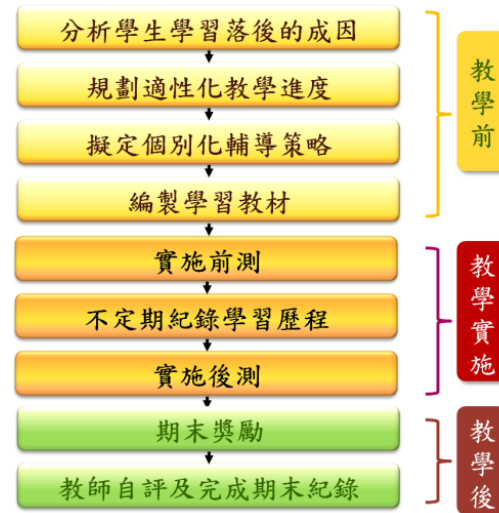 分析學生學習落後的成因
規劃適性化教學進度
擬定個別化輔導策略
編製學習教材
教學前
實施前測
不定期紀錄學習歷程
實施後測
教學實施
期末獎勵
教師自評及完成期末紀錄
教學後